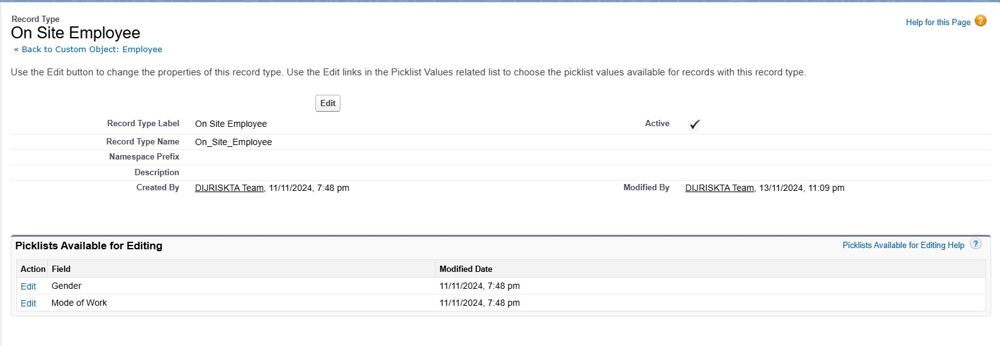 Record Type
On Site Employee
Help for this Page ?
« Back to Custom Object: Employee
Use the Edit button to change the properties of this record type. Use the Edit links in the Picklist Values related list to choose the picklist values available for records with this record type.
Edit
Record Type Label On Site Employee Active ✓
Record Type Name On_Site_Employee
Namespace Prefix
Description
Created By DIJRISKTA Team, 11/11/2024, 7:48 pm Modified By DIJRISKTA Team, 13/11/2024, 11:09 pm
Picklists Available for Editing Picklists Available for Editing Help ?
Action Field Modified Date
Edit Gender 11/11/2024, 7:48 pm
Edit Mode of Work 11/11/2024, 7:48 pm